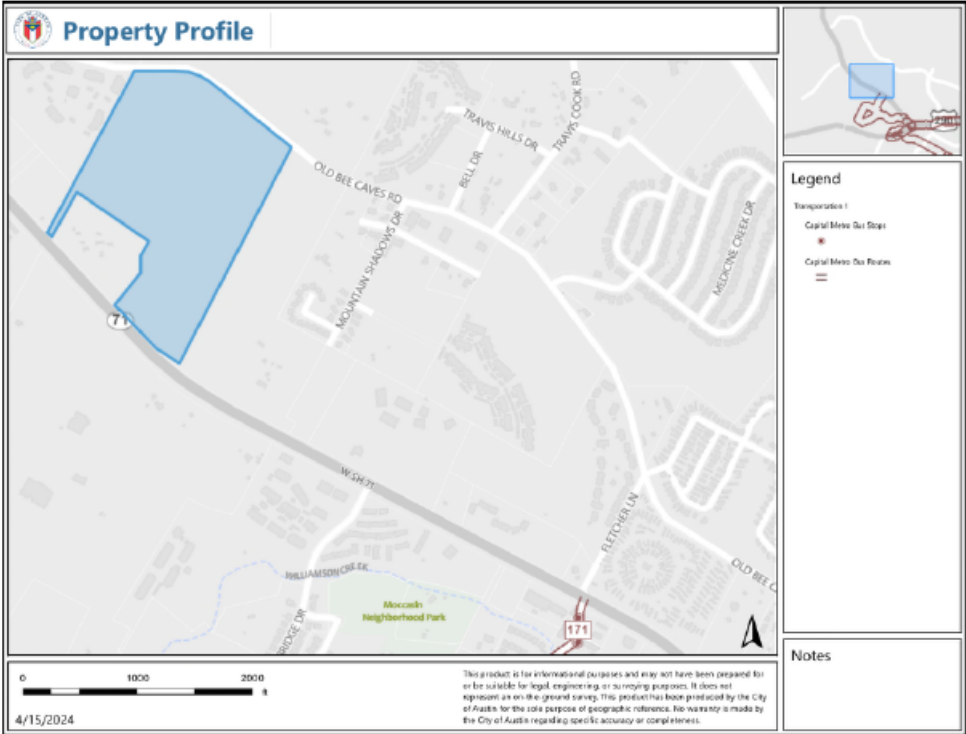 Property Profile
TRAVIS HILLS DR
TRAVIS COOK RD
BELL DR
OLD BEE CAVES RD
MOUNTAIN SHADOWS DR
MEDICINE CREEK DR
71
W SH 71
FLETCHER LN
OLD BEE C
WILLIAMSON CREEK
Moccasin
Neighborhood Park
RIDGE DR
171
290
Legend
Transportation 1
Capital Metro Bus Stops
Capital Metro Bus Routes
Notes
0 1000 2000
ft
4/15/2024
This product is for informational purposes and may not have been prepared for
or be suitable for legal, engineering, or surveying purposes. It does not
represent an on-the-ground survey. This product has been produced by the City
of Austin for the sole purpose of geographic reference. No warranty is made by
the City of Austin regarding specific accuracy or completeness.